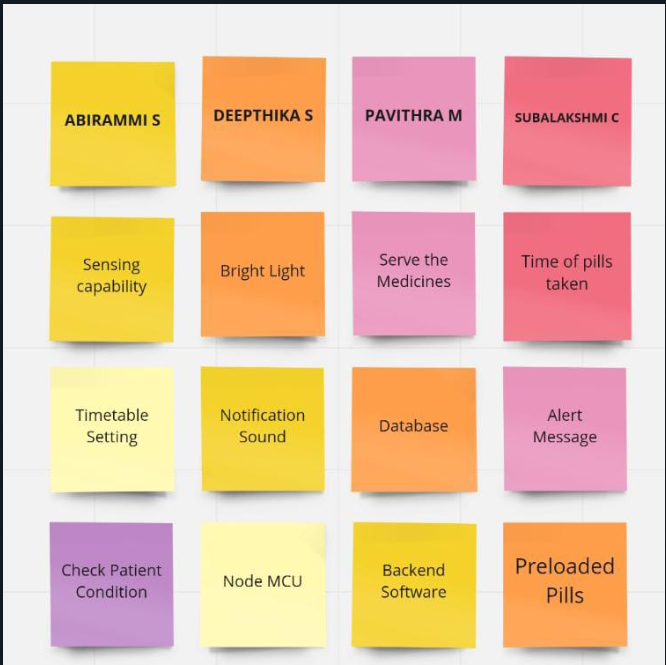 ABIRAMMI S
DEEPTHIKA S
PAVITHRA M
SUBALAKSHMI C
Sensing
capability
Bright Light
Serve the
Medicines
Time of pills
taken
Timetable
Setting
Notification
Sound
Database
Alert
Message
Check Patient
Condition
Node MCU
Backend
Software
Preloaded
Pills